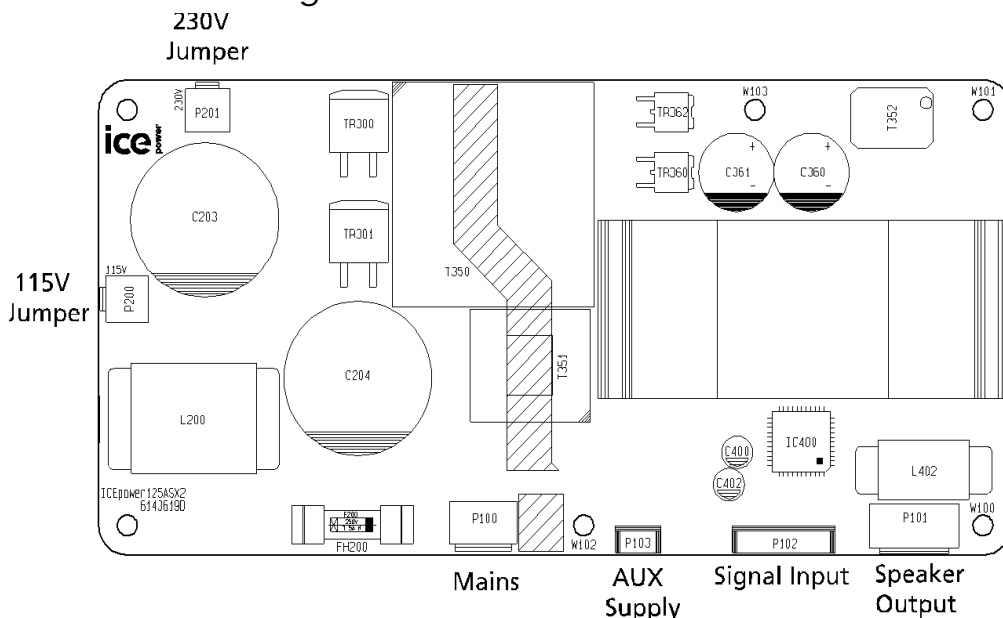 230V
Jumper
230V
P201
ice
power
TR300
TR362
W103
W101
T352
TR360
C361
C360
+
-
+
-
C203
TR301
T350
115V
Jumper
115V
P200
C204
T351
L200
IC400
C400
C402
L402
ICEpower125ASX2
6143619D
F200
250V
FH200
P100
W102
P103
P102
P101
W100
Mains
AUX
Supply
Signal Input
Speaker
Output